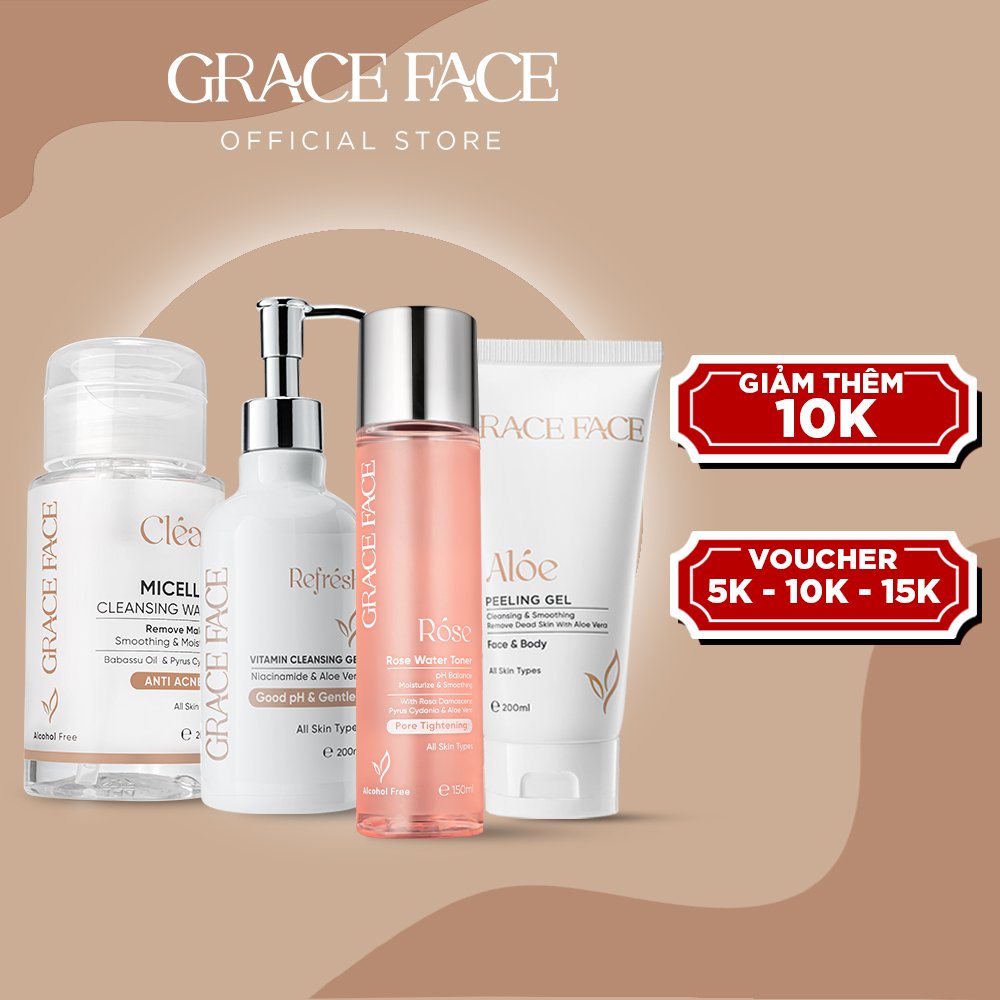 GRACE FACE
OFFICIAL STORE
GRACE FACE
Cléa
MICELL
CLEANSING WA
Remove Mak
Smoothing & Moist
Babassu Oil & Pyrus Cy
ANTI ACNE
All Skin
Alcohol Free
GRACE FACE
Refrésh
VITAMIN CLEANSING GE
Niacinamide & Aloe Ver
Good pH & Gentle
All Skin Type
℮ 200m
GRACE FACE
Róse
Rose Water Toner
pH Balance
Moisturize & Smoothing
With Rosa Damascena
Pyrus Cydonia & Aloe Vera
Pore Tightening
All Skin Types
Alcohol Free
℮ 150ml
RACE FACE
Alóe
PEELING GEL
Cleansing & Smoothing
Remove Dead Skin With Aloe Vera
Face & Body
All Skin Types
℮ 200ml
GIẢM THÊM
10K
VOUCHER
5K - 10K - 15K